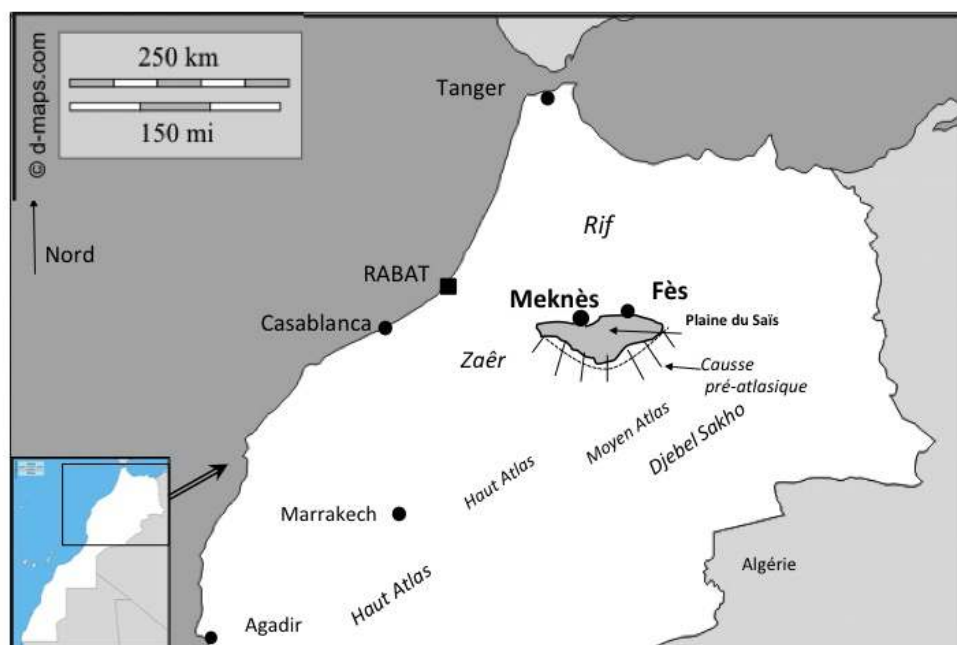 © d-maps.com
250 km
150 mi
Tanger
Nord
Rif
RABAT
Meknès
Fès
Casablanca
Plaine du Saïs
Zaêr
Causse
pré-atlasique
Moyen Atlas
Djebel Sakho
Haut Atlas
Marrakech
Haut Atlas
Algérie
Agadir